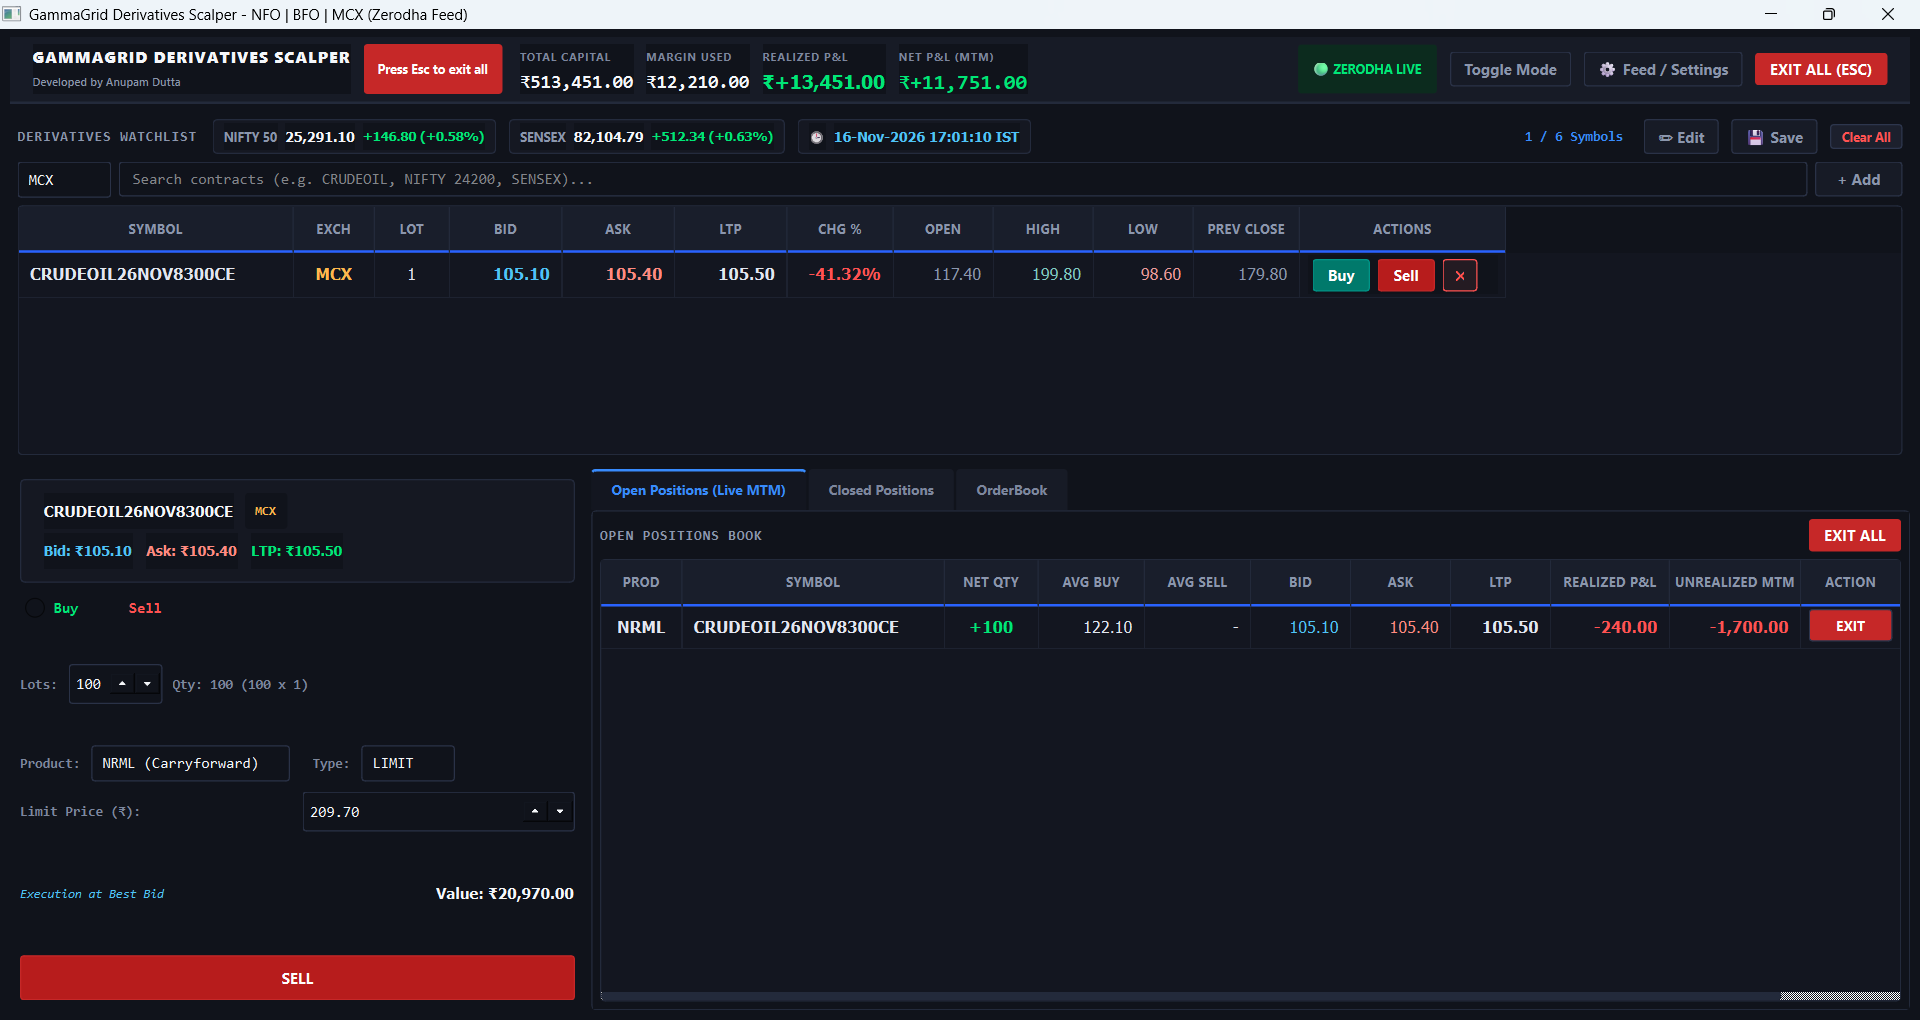 GammaGrid Derivatives Scalper - NFO | BFO | MCX (Zerodha Feed)
GAMMAGRID DERIVATIVES SCALPER
Developed by Anupam Dutta
Press Esc to exit all
TOTAL CAPITAL
₹513,451.00
MARGIN USED
₹12,210.00
REALIZED P&L
₹+13,451.00
NET P&L (MTM)
₹+11,751.00
ZERODHA LIVE
Toggle Mode
Feed / Settings
EXIT ALL (ESC)
DERIVATIVES WATCHLIST
NIFTY 50 25,291.10 +146.80 (+0.58%)
SENSEX 82,104.79 +512.34 (+0.63%)
16-Nov-2026 17:01:10 IST
1 / 6 Symbols
Edit
Save
Clear All
MCX
Search contracts (e.g. CRUDEOIL, NIFTY 24200, SENSEX)...
+ Add
SYMBOL EXCH LOT BID ASK LTP CHG % OPEN HIGH LOW PREV CLOSE ACTIONS
CRUDEOIL26NOV8300CE MCX 1 105.10 105.40 105.50 -41.32% 117.40 199.80 98.60 179.80 Buy Sell ×
CRUDEOIL26NOV8300CE MCX
Bid: ₹105.10 Ask: ₹105.40 LTP: ₹105.50
Buy Sell
Lots: 100 Qty: 100 (100 x 1)
Product: NRML (Carryforward) Type: LIMIT
Limit Price (₹): 209.70
Execution at Best Bid Value: ₹20,970.00
SELL
Open Positions (Live MTM) Closed Positions OrderBook
OPEN POSITIONS BOOK
EXIT ALL
PROD SYMBOL NET QTY AVG BUY AVG SELL BID ASK LTP REALIZED P&L UNREALIZED MTM ACTION
NRML CRUDEOIL26NOV8300CE +100 122.10 - 105.10 105.40 105.50 -240.00 -1,700.00 EXIT